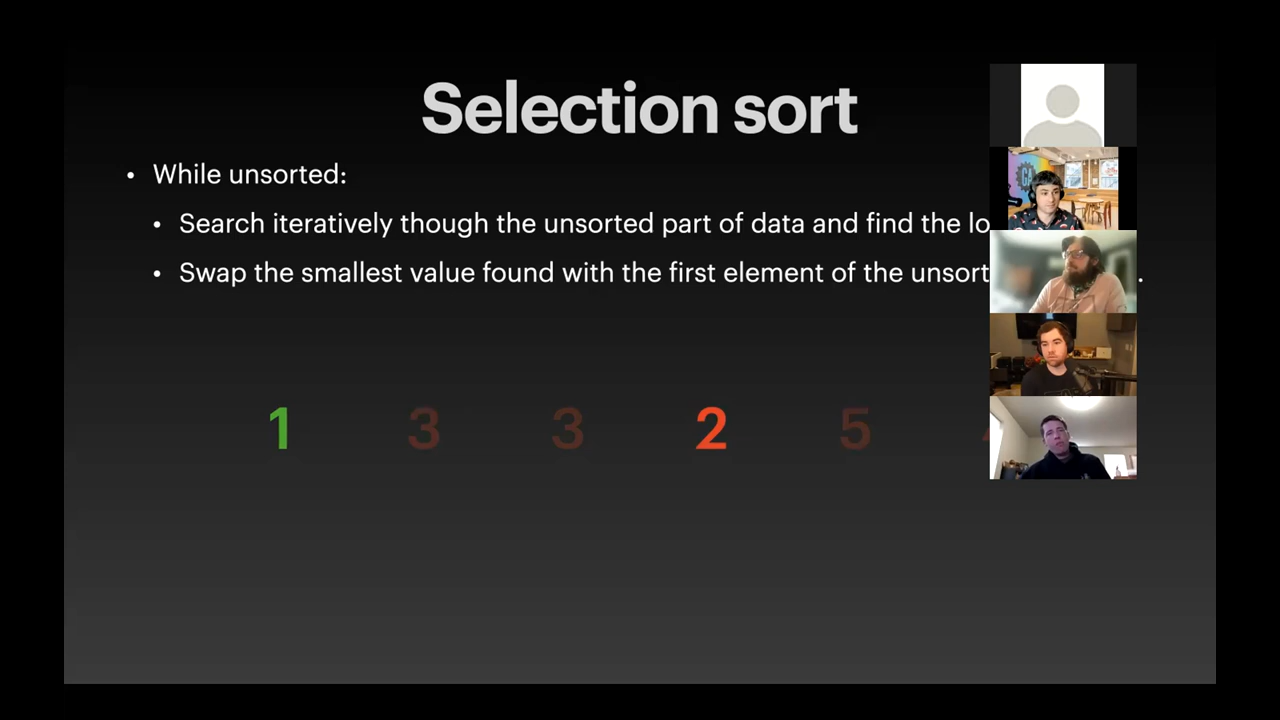 Selection sort
• While unsorted:
• Search iteratively though the unsorted part of data and find the lo
• Swap the smallest value found with the first element of the unsort
1 3 3 2 5